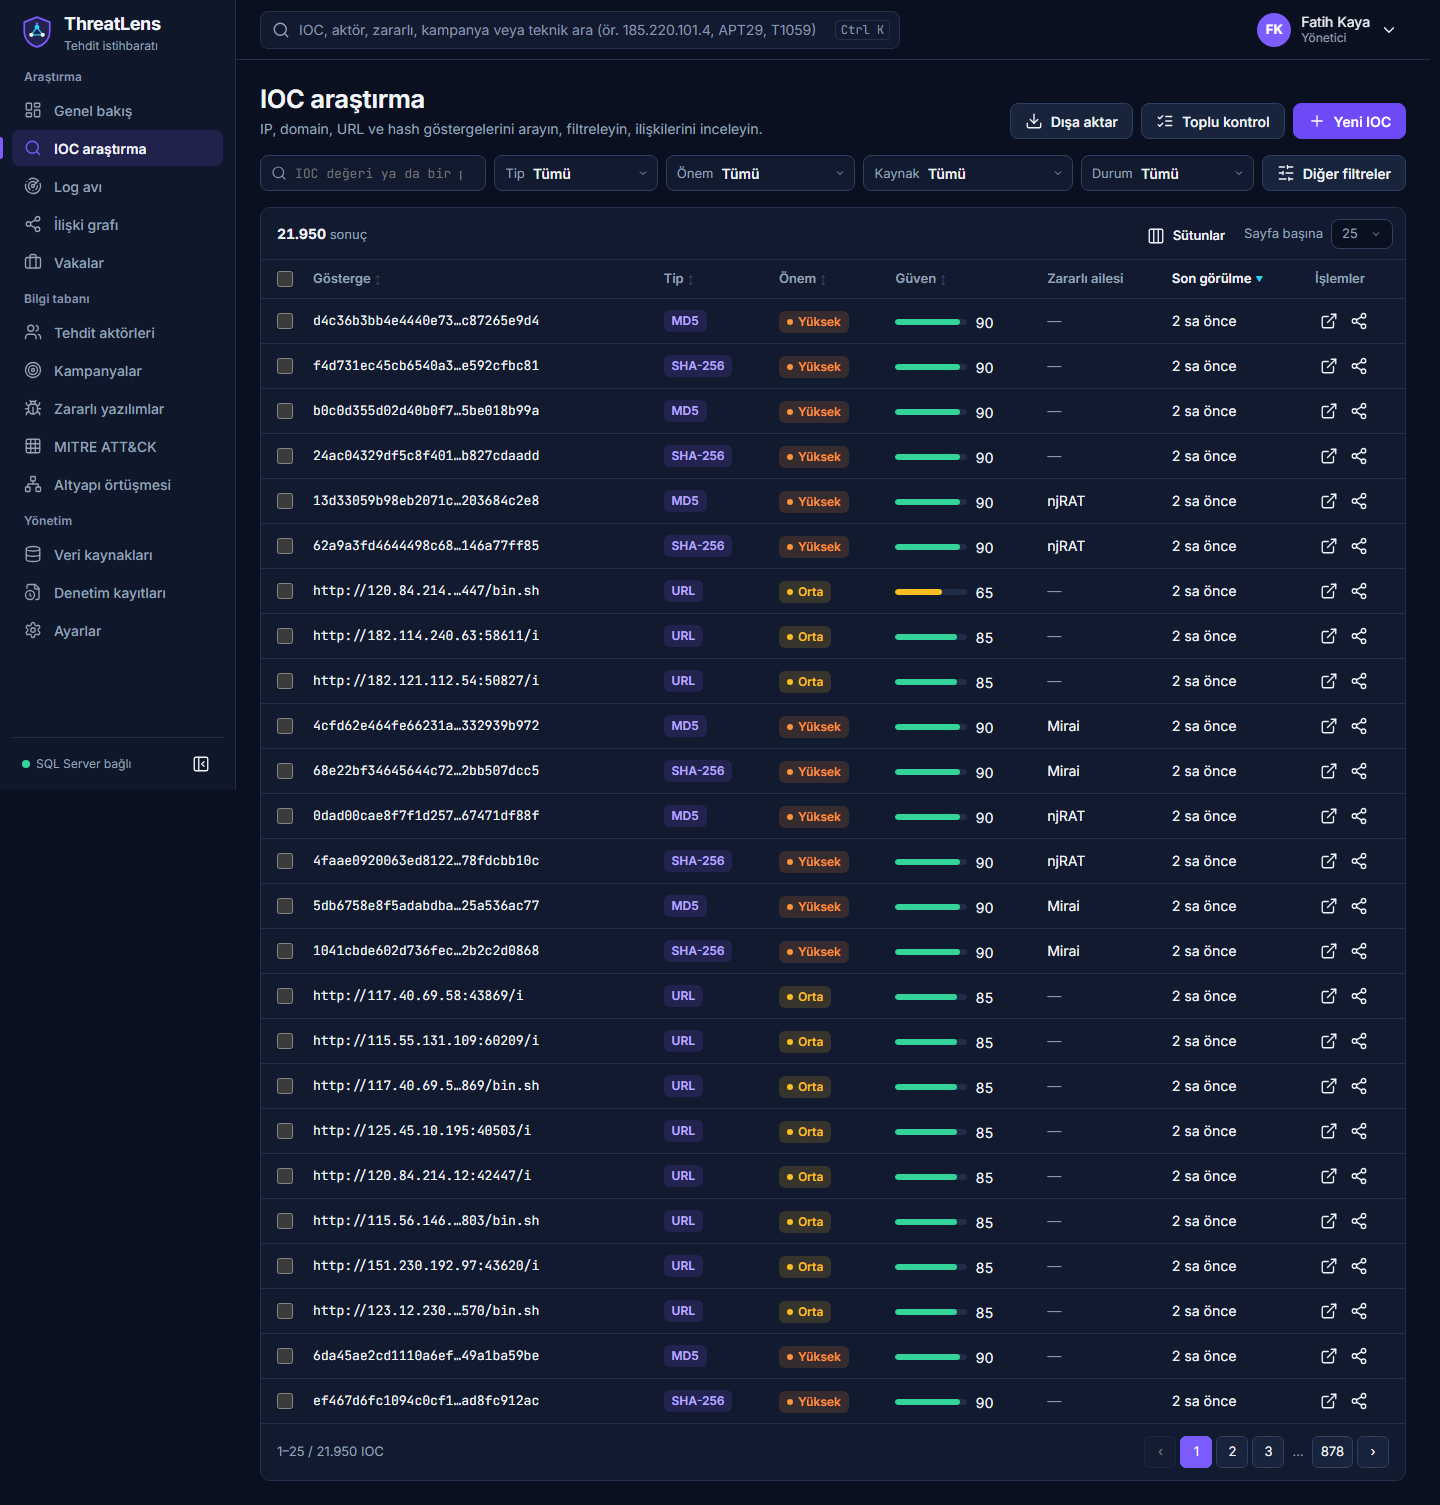 ThreatLens
Tehdit istihbaratı
Araştırma
Genel bakış
IOC araştırma
Log avı
İlişki grafı
Vakalar
Bilgi tabanı
Tehdit aktörleri
Kampanyalar
Zararlı yazılımlar
MITRE ATT&CK
Altyapı örtüşmesi
Yönetim
Veri kaynakları
Denetim kayıtları
Ayarlar
SQL Server bağlı
IOC, aktör, zararlı, kampanya veya teknik ara (ör. 185.220.101.4, APT29, T1059) Ctrl K
FK Fatih Kaya
Yönetici
IOC araştırma
IP, domain, URL ve hash göstergelerini arayın, filtreleyin, ilişkilerini inceleyin.
Dışa aktar Toplu kontrol Yeni IOC
IOC değeri ya da bir Tip Tümü Önem Tümü Kaynak Tümü Durum Tümü Diğer filtreler
21.950 sonuç Sütunlar Sayfa başına 25
Gösterge Tip Önem Güven Zararlı ailesi Son görülme İşlemler
d4c36b3bb4e4440e73…c87265e9d4 MD5 Yüksek 90 — 2 sa önce
f4d731ec45cb6540a3…e592cfbc81 SHA-256 Yüksek 90 — 2 sa önce
b0c0d355d02d40b0f7…5be018b99a MD5 Yüksek 90 — 2 sa önce
24ac04329df5c8f401…b827cdaadd SHA-256 Yüksek 90 — 2 sa önce
13d33059b98eb2071c…203684c2e8 MD5 Yüksek 90 njRAT 2 sa önce
62a9a3fd4644498c68…146a77ff85 SHA-256 Yüksek 90 njRAT 2 sa önce
http://120.84.214.…447/bin.sh URL Orta 65 — 2 sa önce
http://182.114.240.63:58611/i URL Orta 85 — 2 sa önce
http://182.121.112.54:50827/i URL Orta 85 — 2 sa önce
4cfd62e464fe66231a…332939b972 MD5 Yüksek 90 Mirai 2 sa önce
68e22bf34645644c72…2bb507dcc5 SHA-256 Yüksek 90 Mirai 2 sa önce
0dad00cae8f7f1d257…67471df88f MD5 Yüksek 90 njRAT 2 sa önce
4faae0920063ed8122…78fdcbb10c SHA-256 Yüksek 90 njRAT 2 sa önce
5db6758e8f5adabdba…25a536ac77 MD5 Yüksek 90 Mirai 2 sa önce
1041cbde602d736fec…2b2c2d0868 SHA-256 Yüksek 90 Mirai 2 sa önce
http://117.40.69.58:43869/i URL Orta 85 — 2 sa önce
http://115.55.131.109:60209/i URL Orta 85 — 2 sa önce
http://117.40.69.5…869/bin.sh URL Orta 85 — 2 sa önce
http://125.45.10.195:40503/i URL Orta 85 — 2 sa önce
http://120.84.214.12:42447/i URL Orta 85 — 2 sa önce
http://115.56.146.…803/bin.sh URL Orta 85 — 2 sa önce
http://151.230.192.97:43620/i URL Orta 85 — 2 sa önce
http://123.12.230.…570/bin.sh URL Orta 85 — 2 sa önce
6da45ae2cd1110a6ef…49a1ba59be MD5 Yüksek 90 — 2 sa önce
ef467d6fc1094c0cf1…ad8fc912ac SHA-256 Yüksek 90 — 2 sa önce
1–25 / 21.950 IOC ‹ 1 2 3 … 878 ›